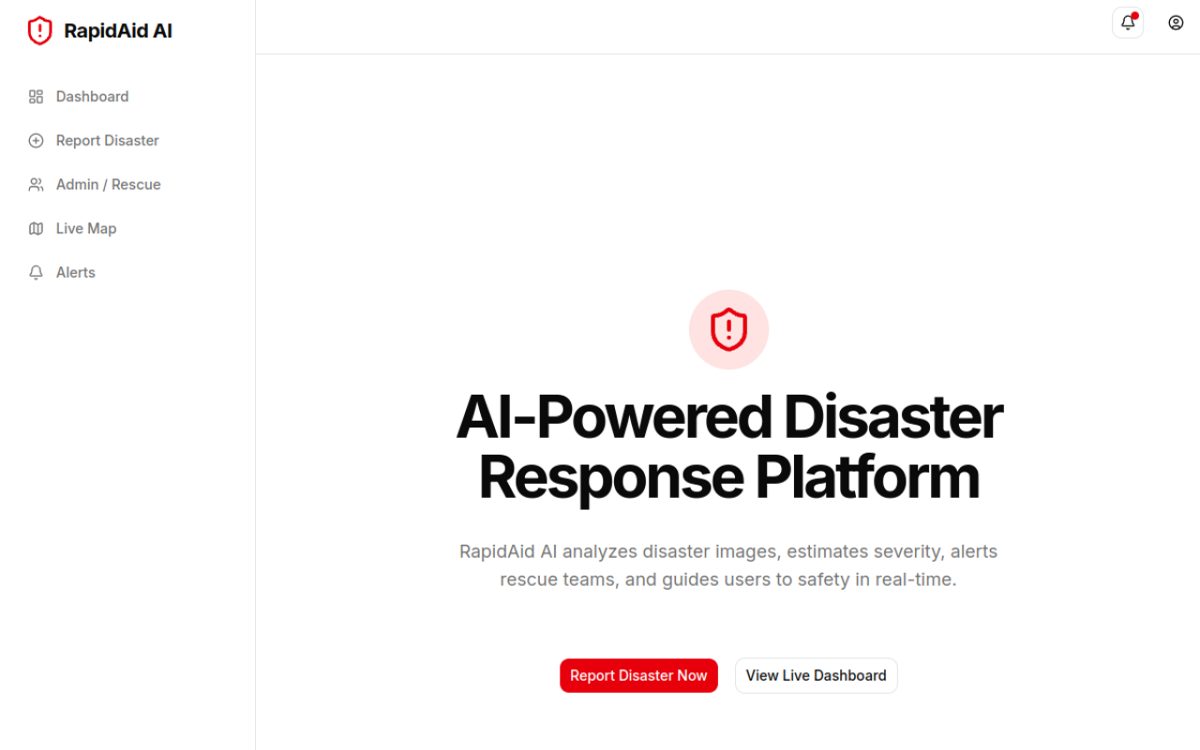 RapidAid AI
Dashboard
Report Disaster
Admin / Rescue
Live Map
Alerts
AI-Powered Disaster
Response Platform
RapidAid AI analyzes disaster images, estimates severity, alerts
rescue teams, and guides users to safety in real-time.
Report Disaster Now
View Live Dashboard